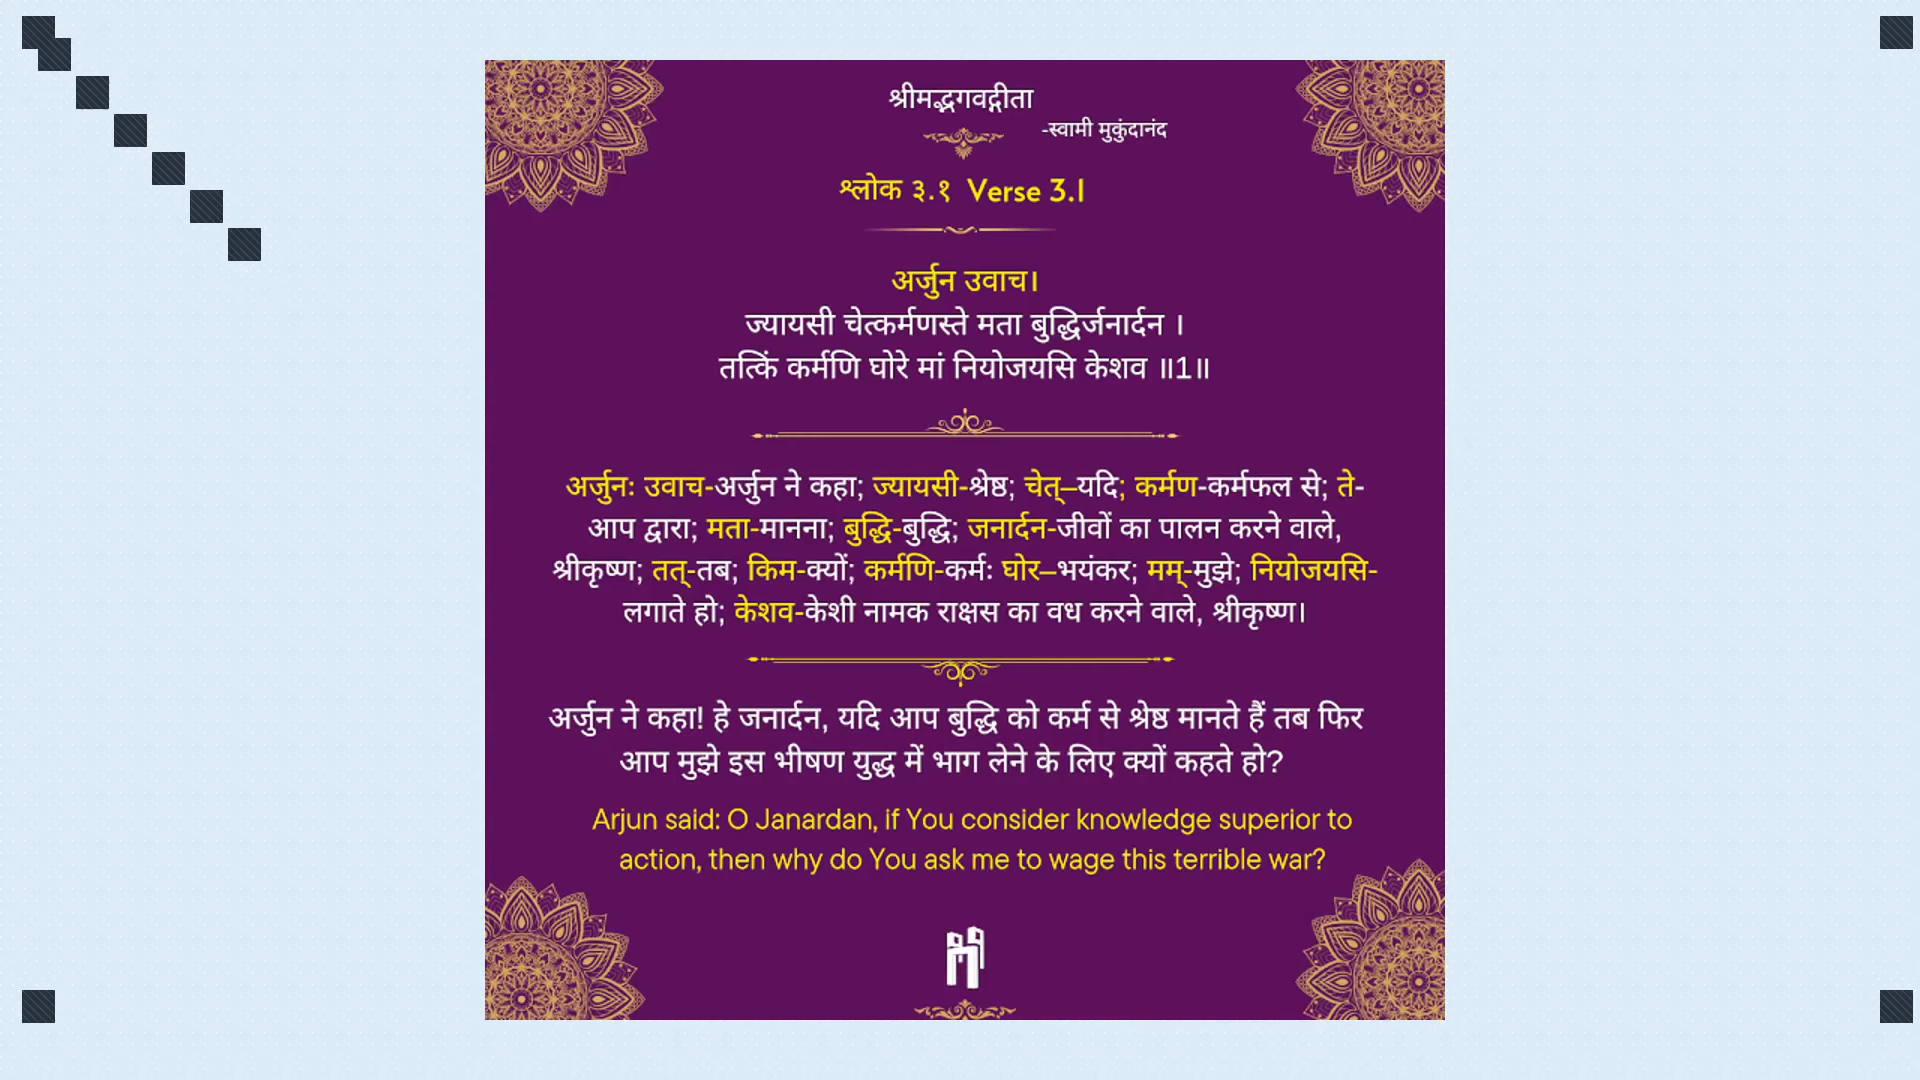 श्रीमद्भगवद्गीता
-स्वामी मुकुंदानंद
श्लोक ३.१ Verse 3.1
अर्जुन उवाच।
ज्यायसी चेत्कर्मणस्ते मता बुद्धिर्जनार्दन ।
तत्किं कर्मणि घोरे मां नियोजयसि केशव ॥1॥
अर्जुनः उवाच-अर्जुन ने कहा; ज्यायसी-श्रेष्ठ; चेत्–यदि; कर्मण-कर्मफल से; ते-
आप द्वारा; मता-मानना; बुद्धि-बुद्धि; जनार्दन-जीवों का पालन करने वाले,
श्रीकृष्ण; तत्-तब; किम-क्यों; कर्मणि-कर्मः घोर–भयंकर; मम्-मुझे; नियोजयसि-
लगाते हो; केशव-केशी नामक राक्षस का वध करने वाले, श्रीकृष्ण।
अर्जुन ने कहा! हे जनार्दन, यदि आप बुद्धि को कर्म से श्रेष्ठ मानते हैं तब फिर
आप मुझे इस भीषण युद्ध में भाग लेने के लिए क्यों कहते हो?
Arjun said: O Janardan, if You consider knowledge superior to
action, then why do You ask me to wage this terrible war?